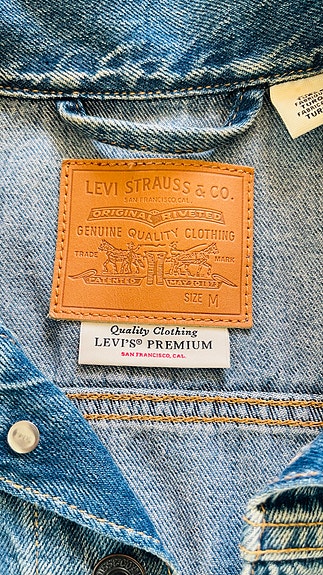 LEVI STRAUSS & CO.
SAN FRANCISCO, CAL.
ORIGINAL RIVETED
GENUINE QUALITY CLOTHING
TRADE MARK
PATENTED MAY 20 1873
SIZE M
Quality Clothing
LEVI'S® PREMIUM
SAN FRANCISCO, CAL.